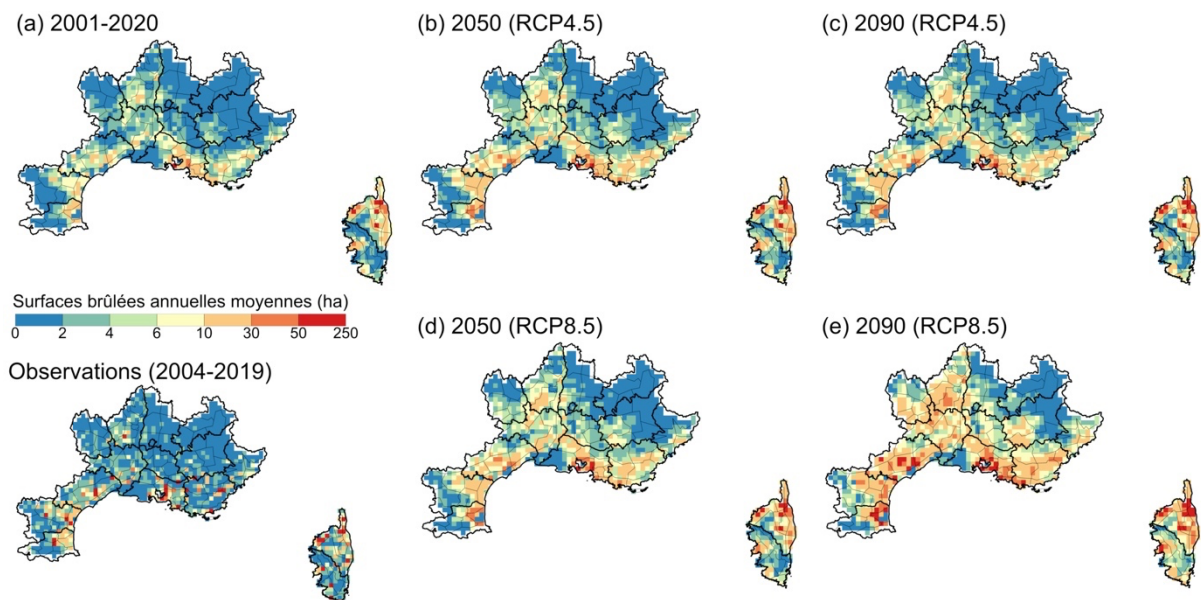 (a) 2001-2020
(b) 2050 (RCP4.5)
(c) 2090 (RCP4.5)
Surfaces brûlées annuelles moyennes (ha)
0 2 4 6 10 30 50 250
Observations (2004-2019)
(d) 2050 (RCP8.5)
(e) 2090 (RCP8.5)